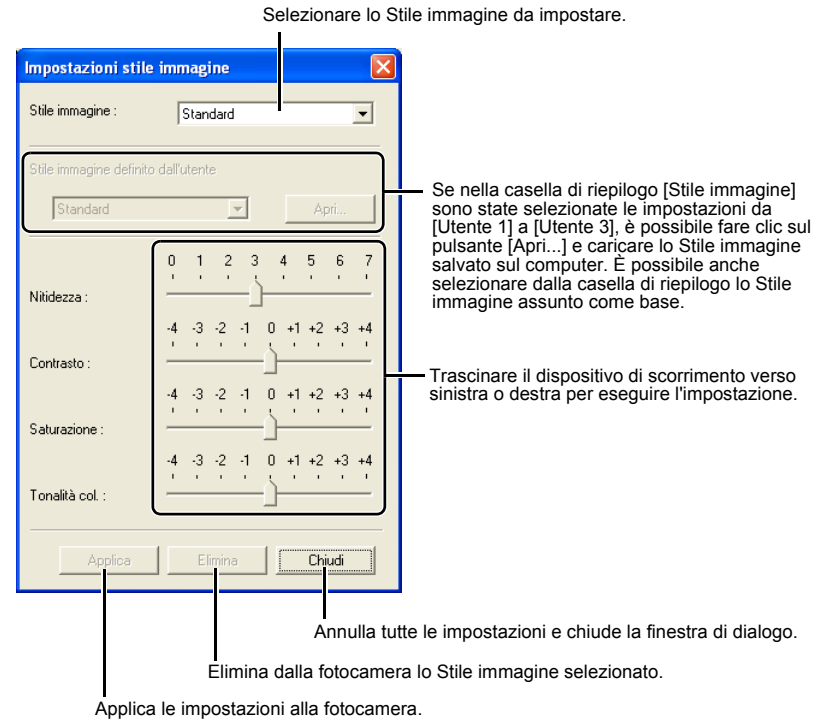 Selezionare lo Stile immagine da impostare.
Impostazioni stile immagine
Stile immagine :
Standard
Stile immagine definito dall'utente
Standard
Apri...
Se nella casella di riepilogo [Stile immagine]
sono state selezionate le impostazioni da
[Utente 1] a [Utente 3], è possibile fare clic sul
pulsante [Apri...] e caricare lo Stile immagine
salvato sul computer. È possibile anche
selezionare dalla casella di riepilogo lo Stile
immagine assunto come base.
0 1 2 3 4 5 6 7
Nitidezza :
-4 -3 -2 -1 0 +1 +2 +3 +4
Contrasto :
-4 -3 -2 -1 0 +1 +2 +3 +4
Saturazione :
-4 -3 -2 -1 0 +1 +2 +3 +4
Tonalità col. :
Trascinare il dispositivo di scorrimento verso
sinistra o destra per eseguire l'impostazione.
Applica
Elimina
Chiudi
Annulla tutte le impostazioni e chiude la finestra di dialogo.
Elimina dalla fotocamera lo Stile immagine selezionato.
Applica le impostazioni alla fotocamera.